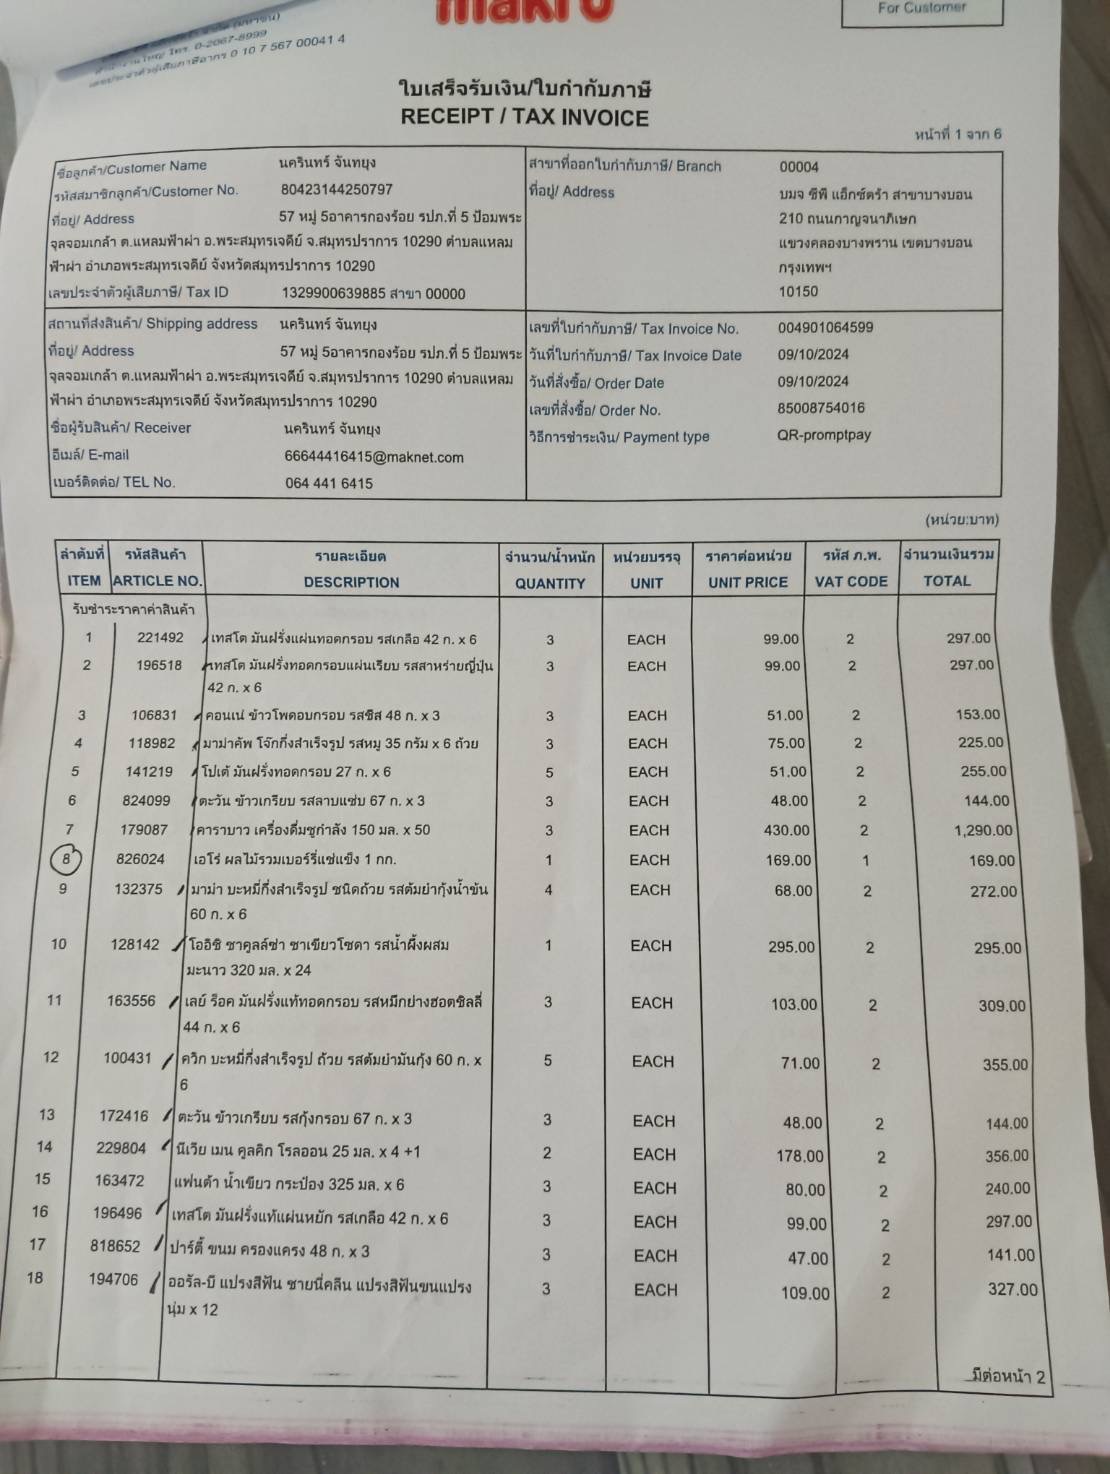 makro
For Customer
สำนักงานใหญ่ โทร. 0-2067-8999
เลขประจำตัวผู้เสียภาษีอากร 0 10 7 567 00041 4
ใบเสร็จรับเงิน/ใบกำกับภาษี
RECEIPT / TAX INVOICE
หน้าที่ 1 จาก 6
ชื่อลูกค้า/Customer Name นครินทร์ จันทยุง
รหัสสมาชิกลูกค้า/Customer No. 80423144250797
ที่อยู่/ Address 57 หมู่ 5อาคารกองร้อย รปภ.ที่ 5 ป้อมพระ
จุลจอมเกล้า ต.แหลมฟ้าผ่า อ.พระสมุทรเจดีย์ จ.สมุทรปราการ 10290 ตำบลแหลม
ฟ้าผ่า อำเภอพระสมุทรเจดีย์ จังหวัดสมุทรปราการ 10290
เลขประจำตัวผู้เสียภาษี/ Tax ID 1329900639885 สาขา 00000
สาขาที่ออกใบกำกับภาษี/ Branch 00004
ที่อยู่/ Address บมจ ซีพี แอ็กซ์ตร้า สาขาบางบอน
210 ถนนกาญจนาภิเษก
แขวงคลองบางพราน เขตบางบอน
กรุงเทพฯ
10150
สถานที่ส่งสินค้า/ Shipping address นครินทร์ จันทยุง
ที่อยู่/ Address 57 หมู่ 5อาคารกองร้อย รปภ.ที่ 5 ป้อมพระ
จุลจอมเกล้า ต.แหลมฟ้าผ่า อ.พระสมุทรเจดีย์ จ.สมุทรปราการ 10290 ตำบลแหลม
ฟ้าผ่า อำเภอพระสมุทรเจดีย์ จังหวัดสมุทรปราการ 10290
ชื่อผู้รับสินค้า/ Receiver นครินทร์ จันทยุง
อีเมล์/ E-mail 66644416415@maknet.com
เบอร์ติดต่อ/ TEL No. 064 441 6415
เลขที่ใบกำกับภาษี/ Tax Invoice No. 004901064599
วันที่ใบกำกับภาษี/ Tax Invoice Date 09/10/2024
วันที่สั่งซื้อ/ Order Date 09/10/2024
เลขที่สั่งซื้อ/ Order No. 85008754016
วิธีการชำระเงิน/ Payment type QR-promptpay
(หน่วย:บาท)
ลำดับที่ รหัสสินค้า รายละเอียด จำนวน/น้ำหนัก หน่วยบรรจุ ราคาต่อหน่วย รหัส ภ.พ. จำนวนเงินรวม
ITEM ARTICLE NO. DESCRIPTION QUANTITY UNIT UNIT PRICE VAT CODE TOTAL
รับชำระราคาค่าสินค้า
1 221492 เทสโต มันฝรั่งแผ่นทอดกรอบ รสเกลือ 42 ก. x 6 3 EACH 99.00 2 297.00
2 196518 เทสโต มันฝรั่งทอดกรอบแผ่นเรียบ รสสาหร่ายญี่ปุ่น 3 EACH 99.00 2 297.00
42 ก. x 6
3 106831 คอนเน่ ข้าวโพดอบกรอบ รสชีส 48 ก. x 3 3 EACH 51.00 2 153.00
4 118982 มาม่าคัพ โจ๊กกึ่งสำเร็จรูป รสหมู 35 กรัม x 6 ถ้วย 3 EACH 75.00 2 225.00
5 141219 โปเต้ มันฝรั่งทอดกรอบ 27 ก. x 6 5 EACH 51.00 2 255.00
6 824099 ตะวัน ข้าวเกรียบ รสลาบแซ่บ 67 ก. x 3 3 EACH 48.00 2 144.00
7 179087 คาราบาว เครื่องดื่มชูกำลัง 150 มล. x 50 3 EACH 430.00 2 1,290.00
8 826024 เอโร่ ผลไม้รวมเบอร์รี่แช่แข็ง 1 กก. 1 EACH 169.00 1 169.00
9 132375 มาม่า บะหมี่กึ่งสำเร็จรูป ชนิดถ้วย รสต้มยำกุ้งน้ำข้น 4 EACH 68.00 2 272.00
60 ก. x 6
10 128142 โออิชิ ชาคูลล์ซ่า ชาเขียวโซดา รสน้ำผึ้งผสม 1 EACH 295.00 2 295.00
มะนาว 320 มล. x 24
11 163556 เลย์ ร็อค มันฝรั่งแท้ทอดกรอบ รสหมึกย่างฮอตชิลลี่ 3 EACH 103.00 2 309.00
44 ก. x 6
12 100431 ควิก บะหมี่กึ่งสำเร็จรูป ถ้วย รสต้มยำมันกุ้ง 60 ก. x 5 EACH 71.00 2 355.00
6
13 172416 ตะวัน ข้าวเกรียบ รสกุ้งกรอบ 67 ก. x 3 3 EACH 48.00 2 144.00
14 229804 นีเวีย เมน คูลคิก โรลออน 25 มล. x 4 +1 2 EACH 178.00 2 356.00
15 163472 แฟนต้า น้ำเขียว กระป๋อง 325 มล. x 6 3 EACH 80.00 2 240.00
16 196496 เทสโต มันฝรั่งแท้แผ่นหยัก รสเกลือ 42 ก. x 6 3 EACH 99.00 2 297.00
17 818652 ปาร์ตี้ ขนม ครองแครง 48 ก. x 3 3 EACH 47.00 2 141.00
18 194706 ออรัล-บี แปรงสีฟัน ชายนี่คลีน แปรงสีฟันขนแปรง 3 EACH 109.00 2 327.00
นุ่ม x 12
มีต่อหน้า 2